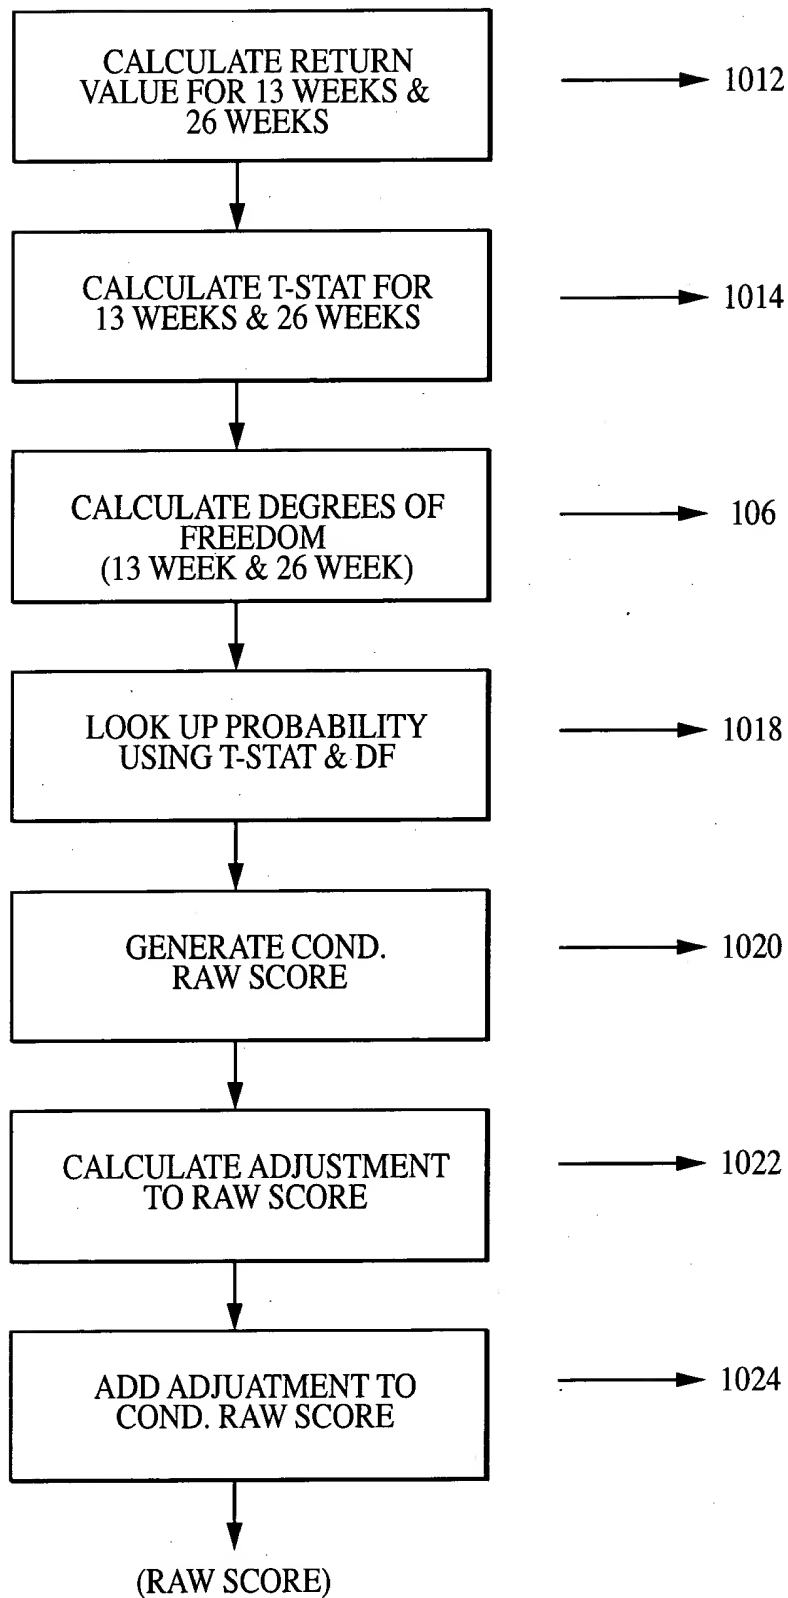 CALCULATE RETURN
VALUE FOR 13 WEEKS &
26 WEEKS
1012
CALCULATE T-STAT FOR
13 WEEKS & 26 WEEKS
1014
CALCULATE DEGREES OF
FREEDOM
(13 WEEK & 26 WEEK)
106
LOOK UP PROBABILITY
USING T-STAT & DF
1018
GENERATE COND.
RAW SCORE
1020
CALCULATE ADJUSTMENT
TO RAW SCORE
1022
ADD ADJUATMENT TO
COND. RAW SCORE
1024
(RAW SCORE)